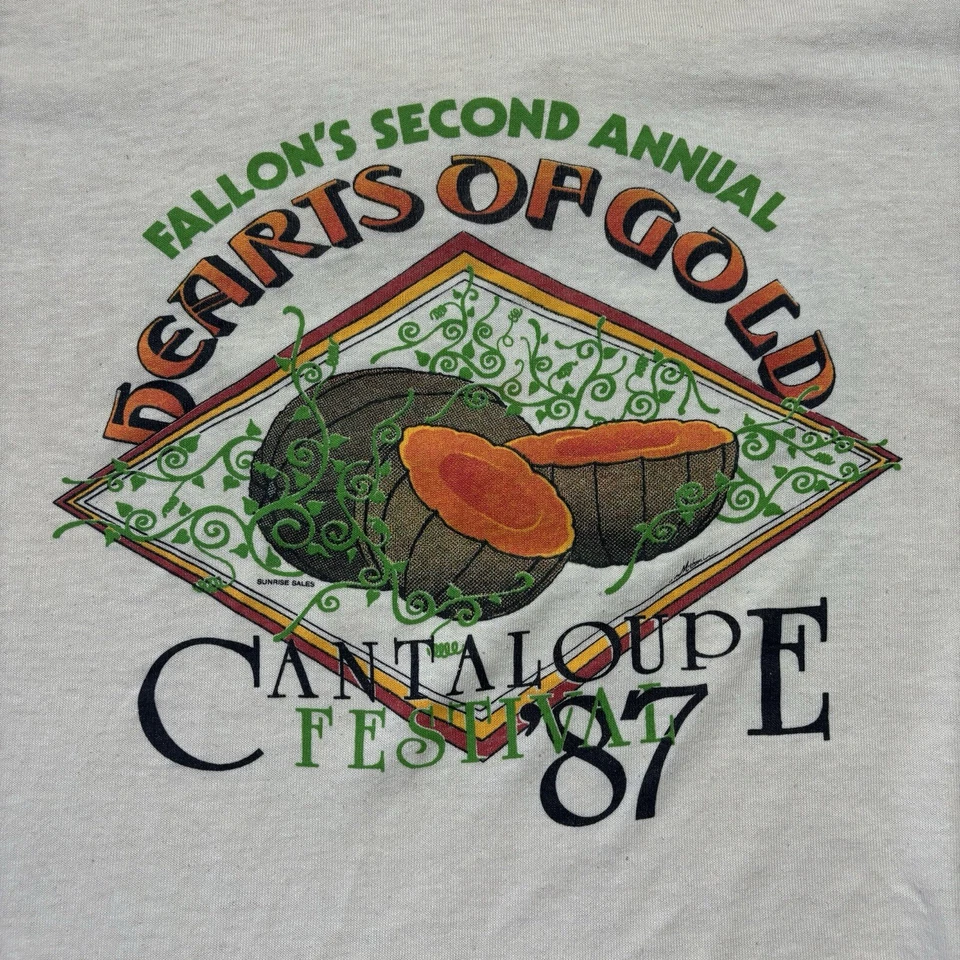 FALLON'S SECOND ANNUAL
HEARTS OF GOLD
SUNRISE SALES
CANTALOUPE
FESTIVAL
'87